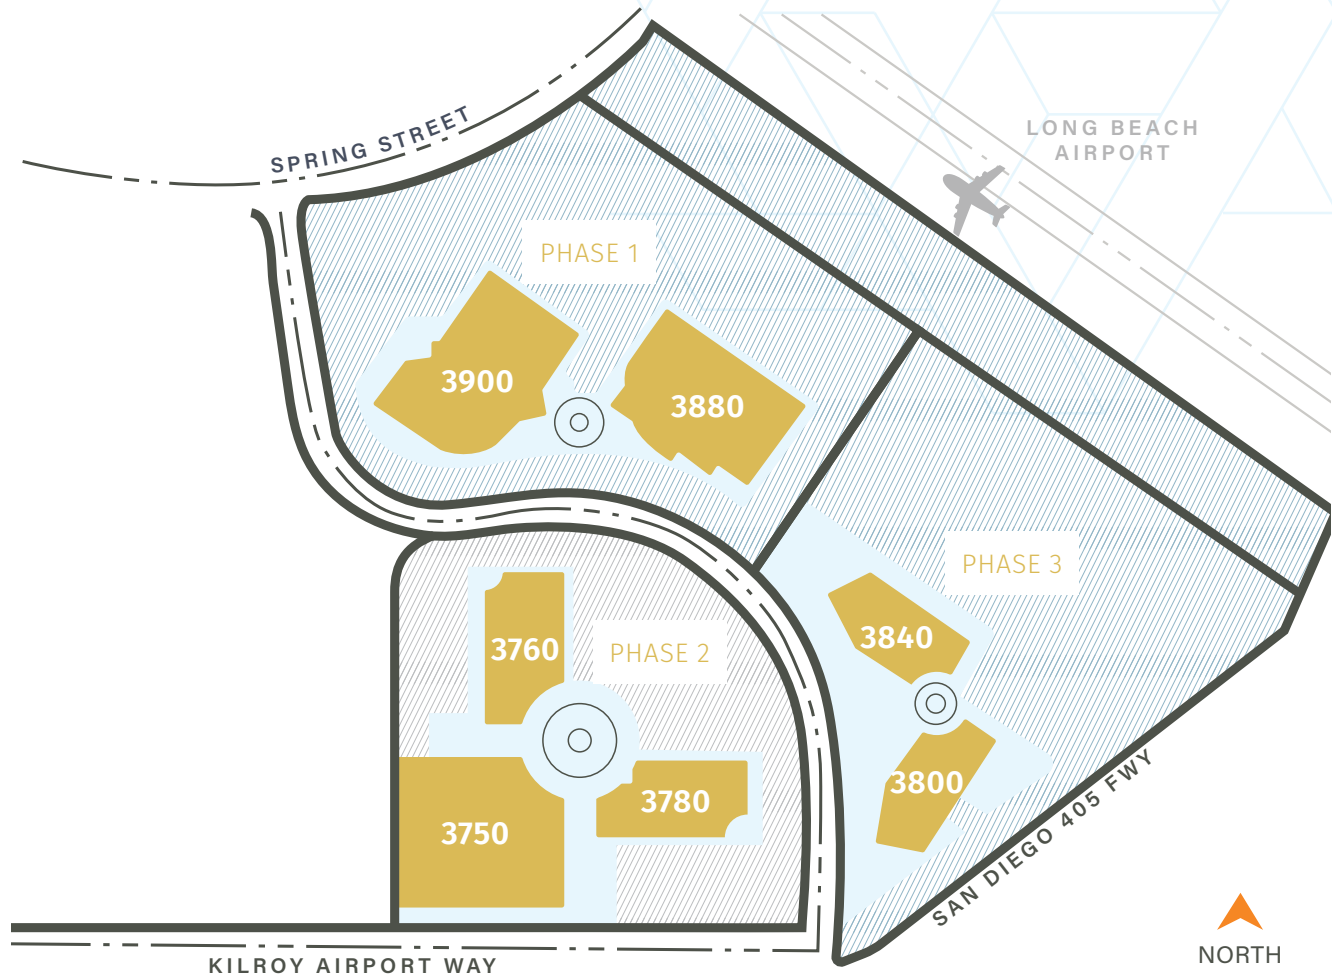 SPRING STREET
LONG BEACH
AIRPORT
PHASE 1
3900
3880
PHASE 3
3840
3760
PHASE 2
3800
3780
3750
SAN DIEGO 405 FWY
KILROY AIRPORT WAY
NORTH